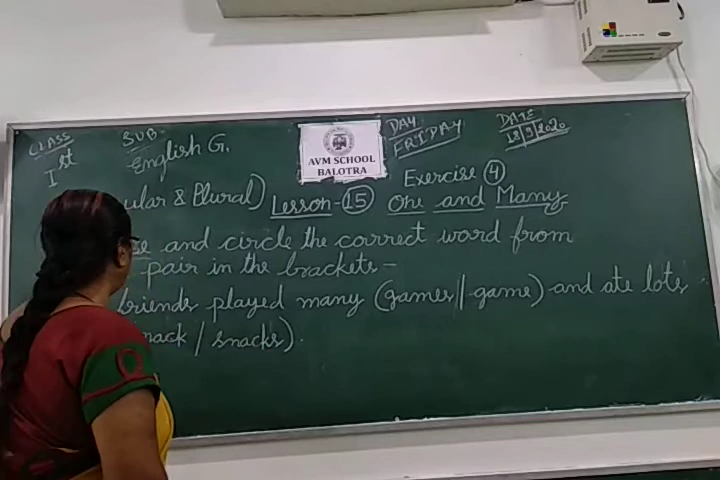 CLASS
Ist
SUB
English G.
AVM SCHOOL
BALOTRA
DAY
FRIDAY
DATE
18/9/2020
Exercise 4
ular & Plural) Lesson-15 One and Many
and circle the correct word from
pair in the brackets-
friends played many (games//game) and ate lots
nack / snacks).